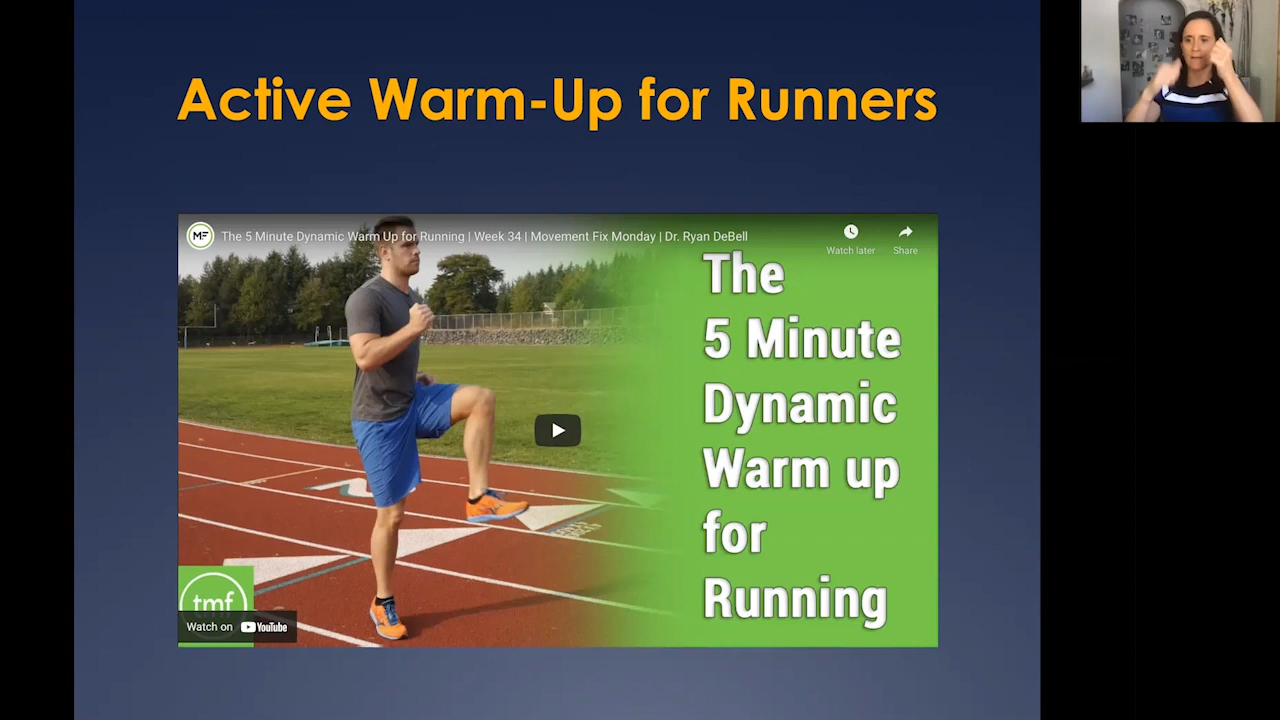 Active Warm-Up for Runners
MF
The 5 Minute Dynamic Warm Up for Running | Week 34 | Movement Fix Monday | Dr. Ryan DeBell
Watch later
Share
The
5 Minute
Dynamic
Warm up
for
Running
tmf
Watch on YouTube